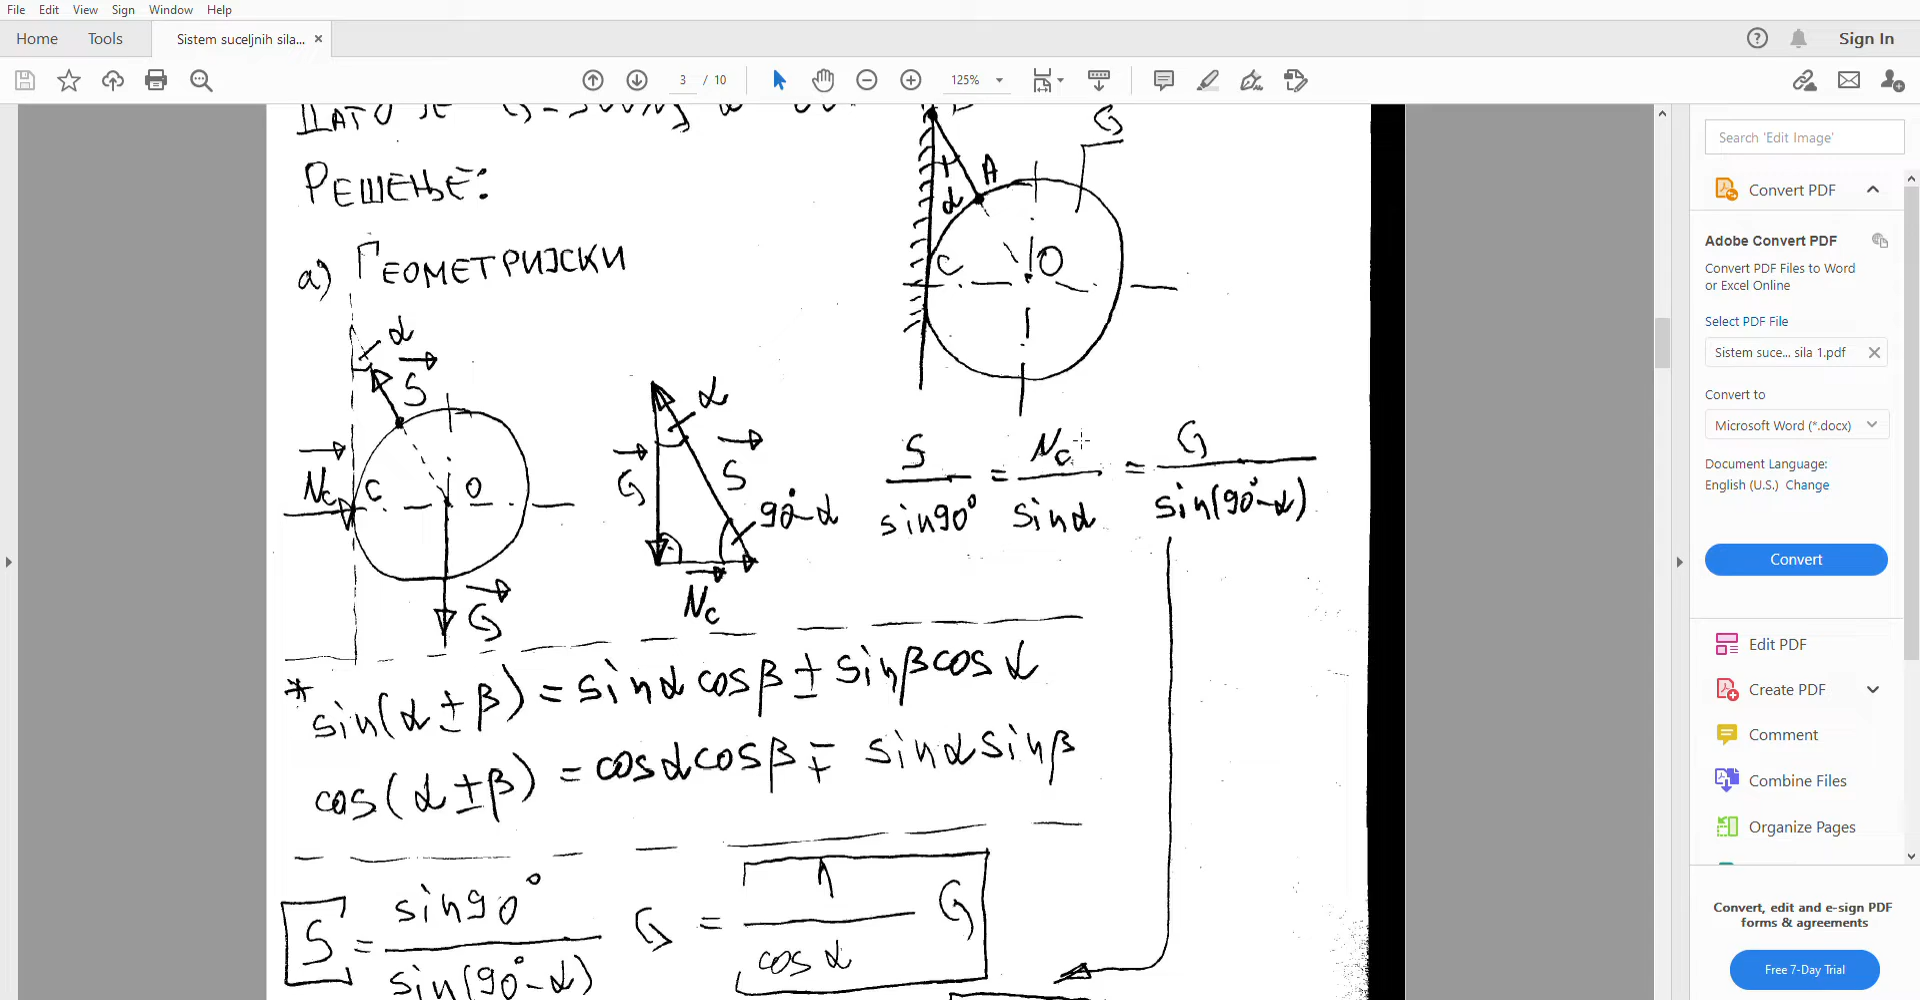 File Edit View Sign Window Help
Home Tools Sistem suceljnih sila... × Sign In
3 / 10 125%
РЕШЕЊЕ:
a) ГЕОМЕТРИЈСКИ
A
α
G
C O
α
S
Nc C O
G
α
G S
90°-α
Nc
S/sin90° = Nc/sinα = G/sin(90°-α)
* sin(α ± β) = sinα cosβ ± sinβ cosα
cos(α ± β) = cosα cosβ ∓ sinα sinβ
S = sin90°/sin(90°-α) G = 1/cosα G
Search 'Edit Image'
Convert PDF
Adobe Convert PDF
Convert PDF Files to Word
or Excel Online
Select PDF File
Sistem suce... sila 1.pdf
Convert to
Microsoft Word (*.docx)
Document Language:
English (U.S.) Change
Convert
Edit PDF
Create PDF
Comment
Combine Files
Organize Pages
Convert, edit and e-sign PDF
forms & agreements
Free 7-Day Trial